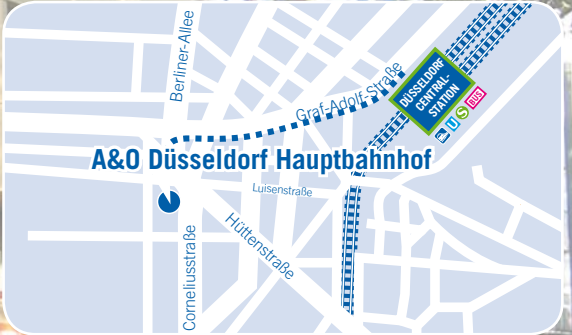 Berliner-Allee
Graf-Adolf-Straße
DÜSSELDORF
CENTRAL-
STATION
U
S
BUS
A&O Düsseldorf Hauptbahnhof
Luisenstraße
Hüttenstraße
Corneliusstraße